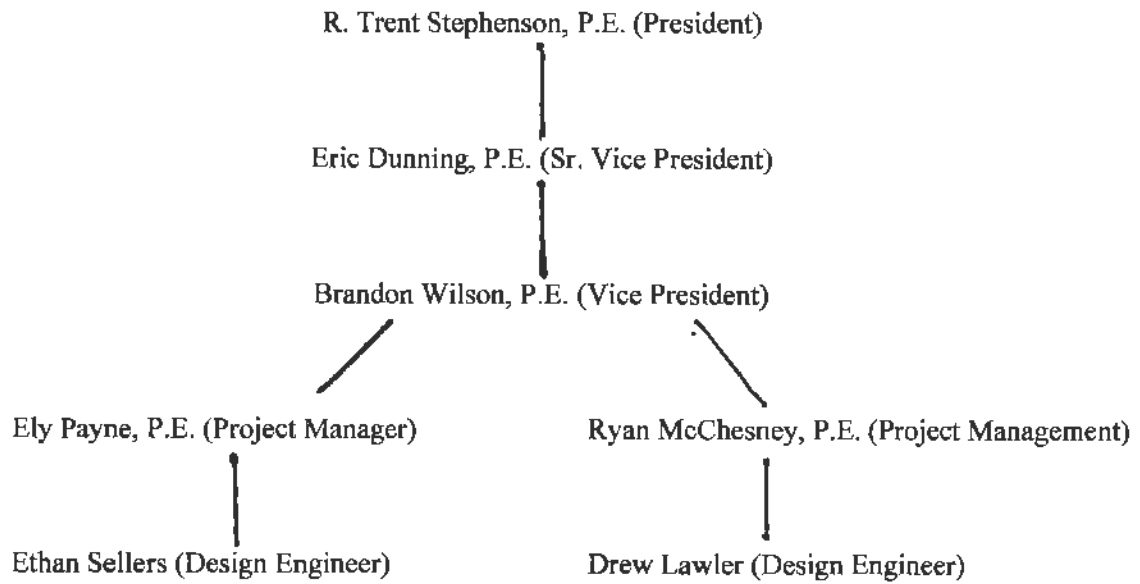 R. Trent Stephenson, P.E. (President)
Eric Dunning, P.E. (Sr. Vice President)
Brandon Wilson, P.E. (Vice President)
Ely Payne, P.E. (Project Manager)
Ryan McChesney, P.E. (Project Management)
Ethan Sellers (Design Engineer)
Drew Lawler (Design Engineer)